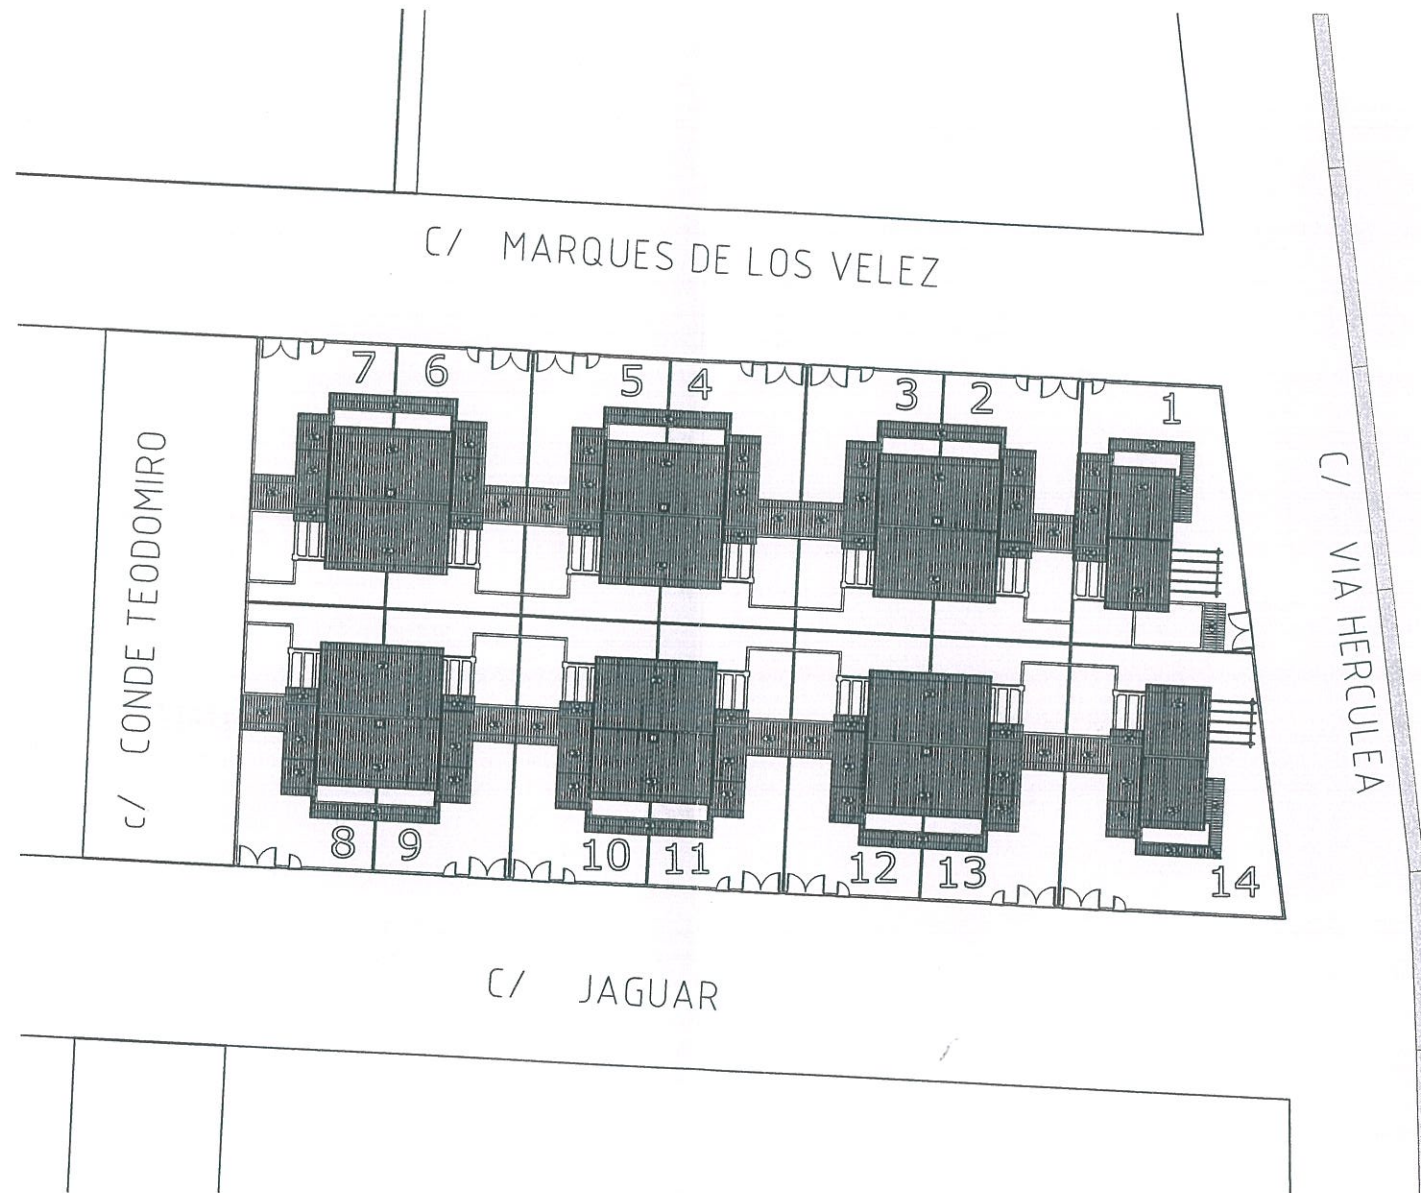 C/ MARQUES DE LOS VELEZ
7 6 5 4 3 2 1
C/ CONDE TEODOMIRO
C/ VIA HERCULEA
8 9 10 11 12 13 14
C/ JAGUAR